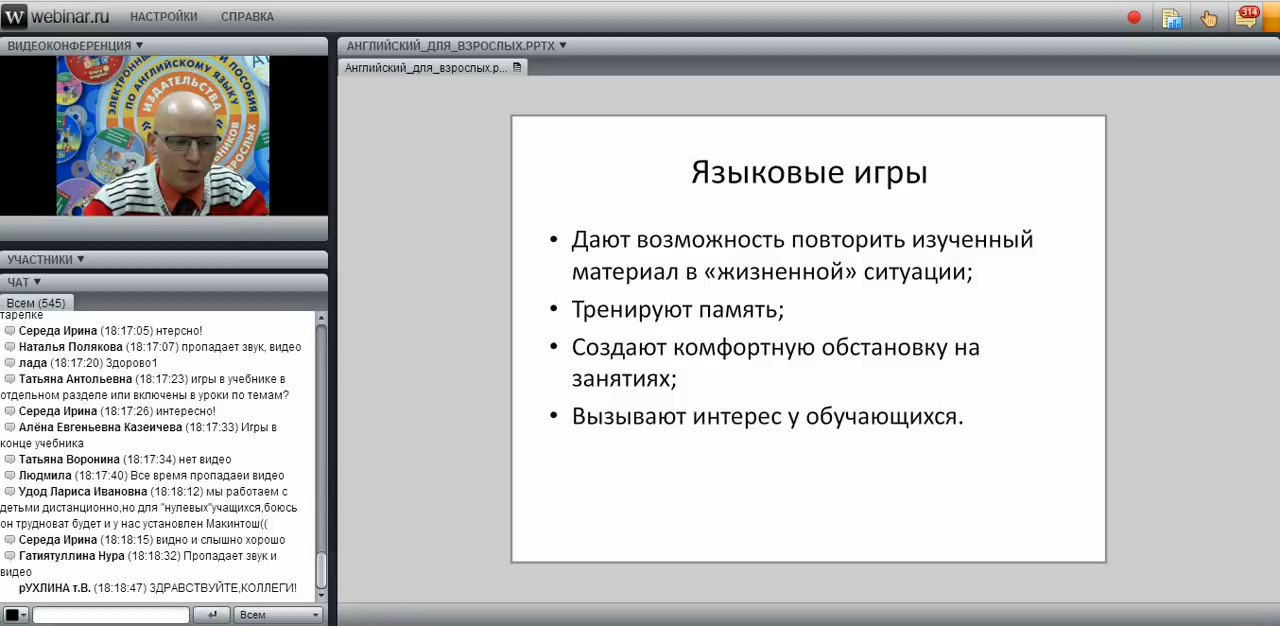 W webinar.ru НАСТРОЙКИ СПРАВКА
314
ВИДЕОКОНФЕРЕНЦИЯ
ЭЛЕКТРОННЫЕ ПОСОБИЯ
ПО АНГЛИЙСКОМУ ЯЗЫКУ
ИЗДАТЕЛЬСТВА
УЧАСТНИКИ
ЧАТ
Всем (545)
тарелке
Середа Ирина (18:17:05) нтерсно!
Наталья Полякова (18:17:07) пропадает звук, видео
лада (18:17:20) Здорово1
Татьяна Антольевна (18:17:23) игры в учебнике в
отдельном разделе или включены в уроки по темам?
Середа Ирина (18:17:26) интересно!
Алёна Евгеньевна Казеичева (18:17:33) Игры в
конце учебника
Татьяна Воронина (18:17:34) нет видео
Людмила (18:17:40) Все время пропадаеи видео
Удод Лариса Ивановна (18:18:12) мы работаем с
детьми дистанционно,но для "нулевых"учащихся,боюсь
он трудноват будет и у нас установлен Макинтош((
Середа Ирина (18:18:15) видно и слышно хорошо
Гатиятуллина Нура (18:18:32) Пропадает звук и
видео
рУХЛИНА т.В. (18:18:47) ЗДРАВСТВУЙТЕ,КОЛЛЕГИ!
Всем
АНГЛИЙСКИЙ_ДЛЯ_ВЗРОСЛЫХ.PPTX
Английский_для_взрослых.p...
Языковые игры
• Дают возможность повторить изученный
материал в «жизненной» ситуации;
• Тренируют память;
• Создают комфортную обстановку на
занятиях;
• Вызывают интерес у обучающихся.